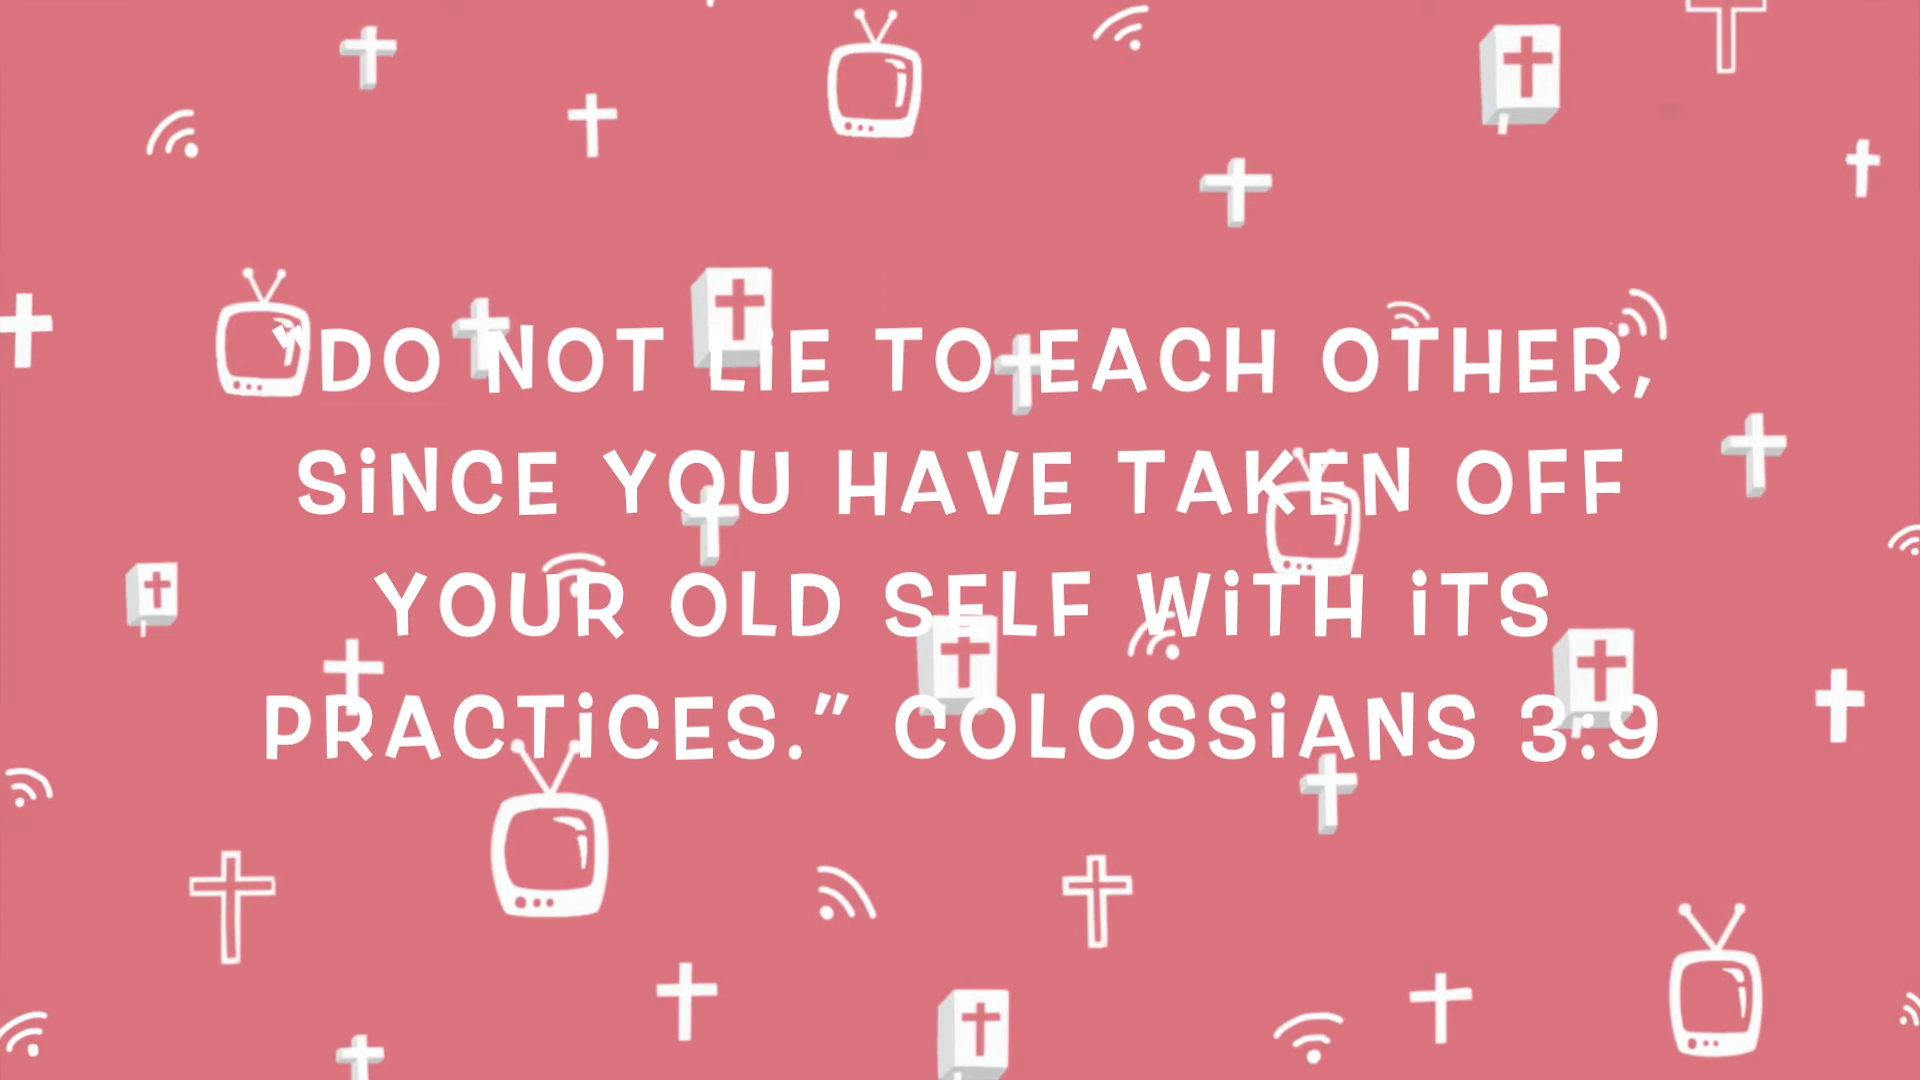 “DO NOT LiE TO EACH OTHER,
SiNCE YOU HAVE TAKEN OFF
YOUR OLD SELF WiTH iTS
PRACTiCES.” COLOSSiANS 3:9